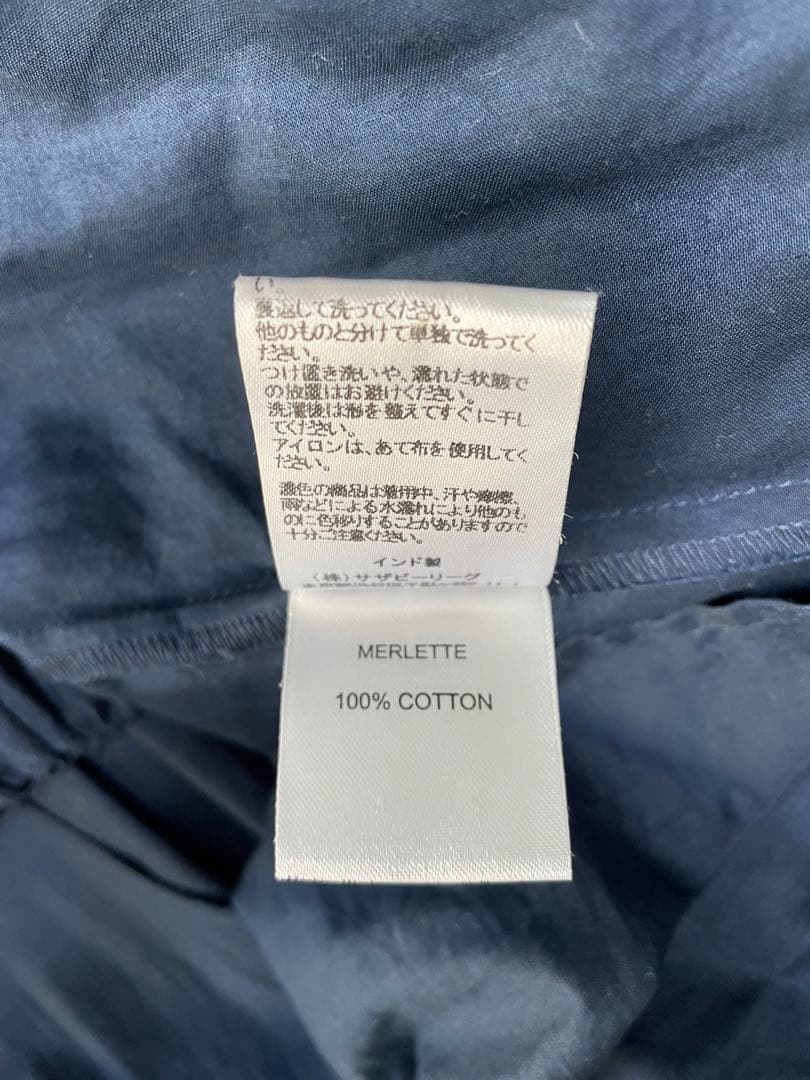 い。
裏返して洗ってください。
他のものと分けて単独で洗ってく
ださい。
つけ置き洗いや、濡れた状態で
の放置はお避けください。
洗濯後は形を整えてすぐに干し
てください。
アイロンは、あて布を使用してく
ださい。
濃色の商品は着用中、汗や摩擦、
雨などによる水濡れにより他のも
のに色移りすることがありますので
十分ご注意ください。
インド製
(株)サザビーリーグ
MERLETTE
100% COTTON